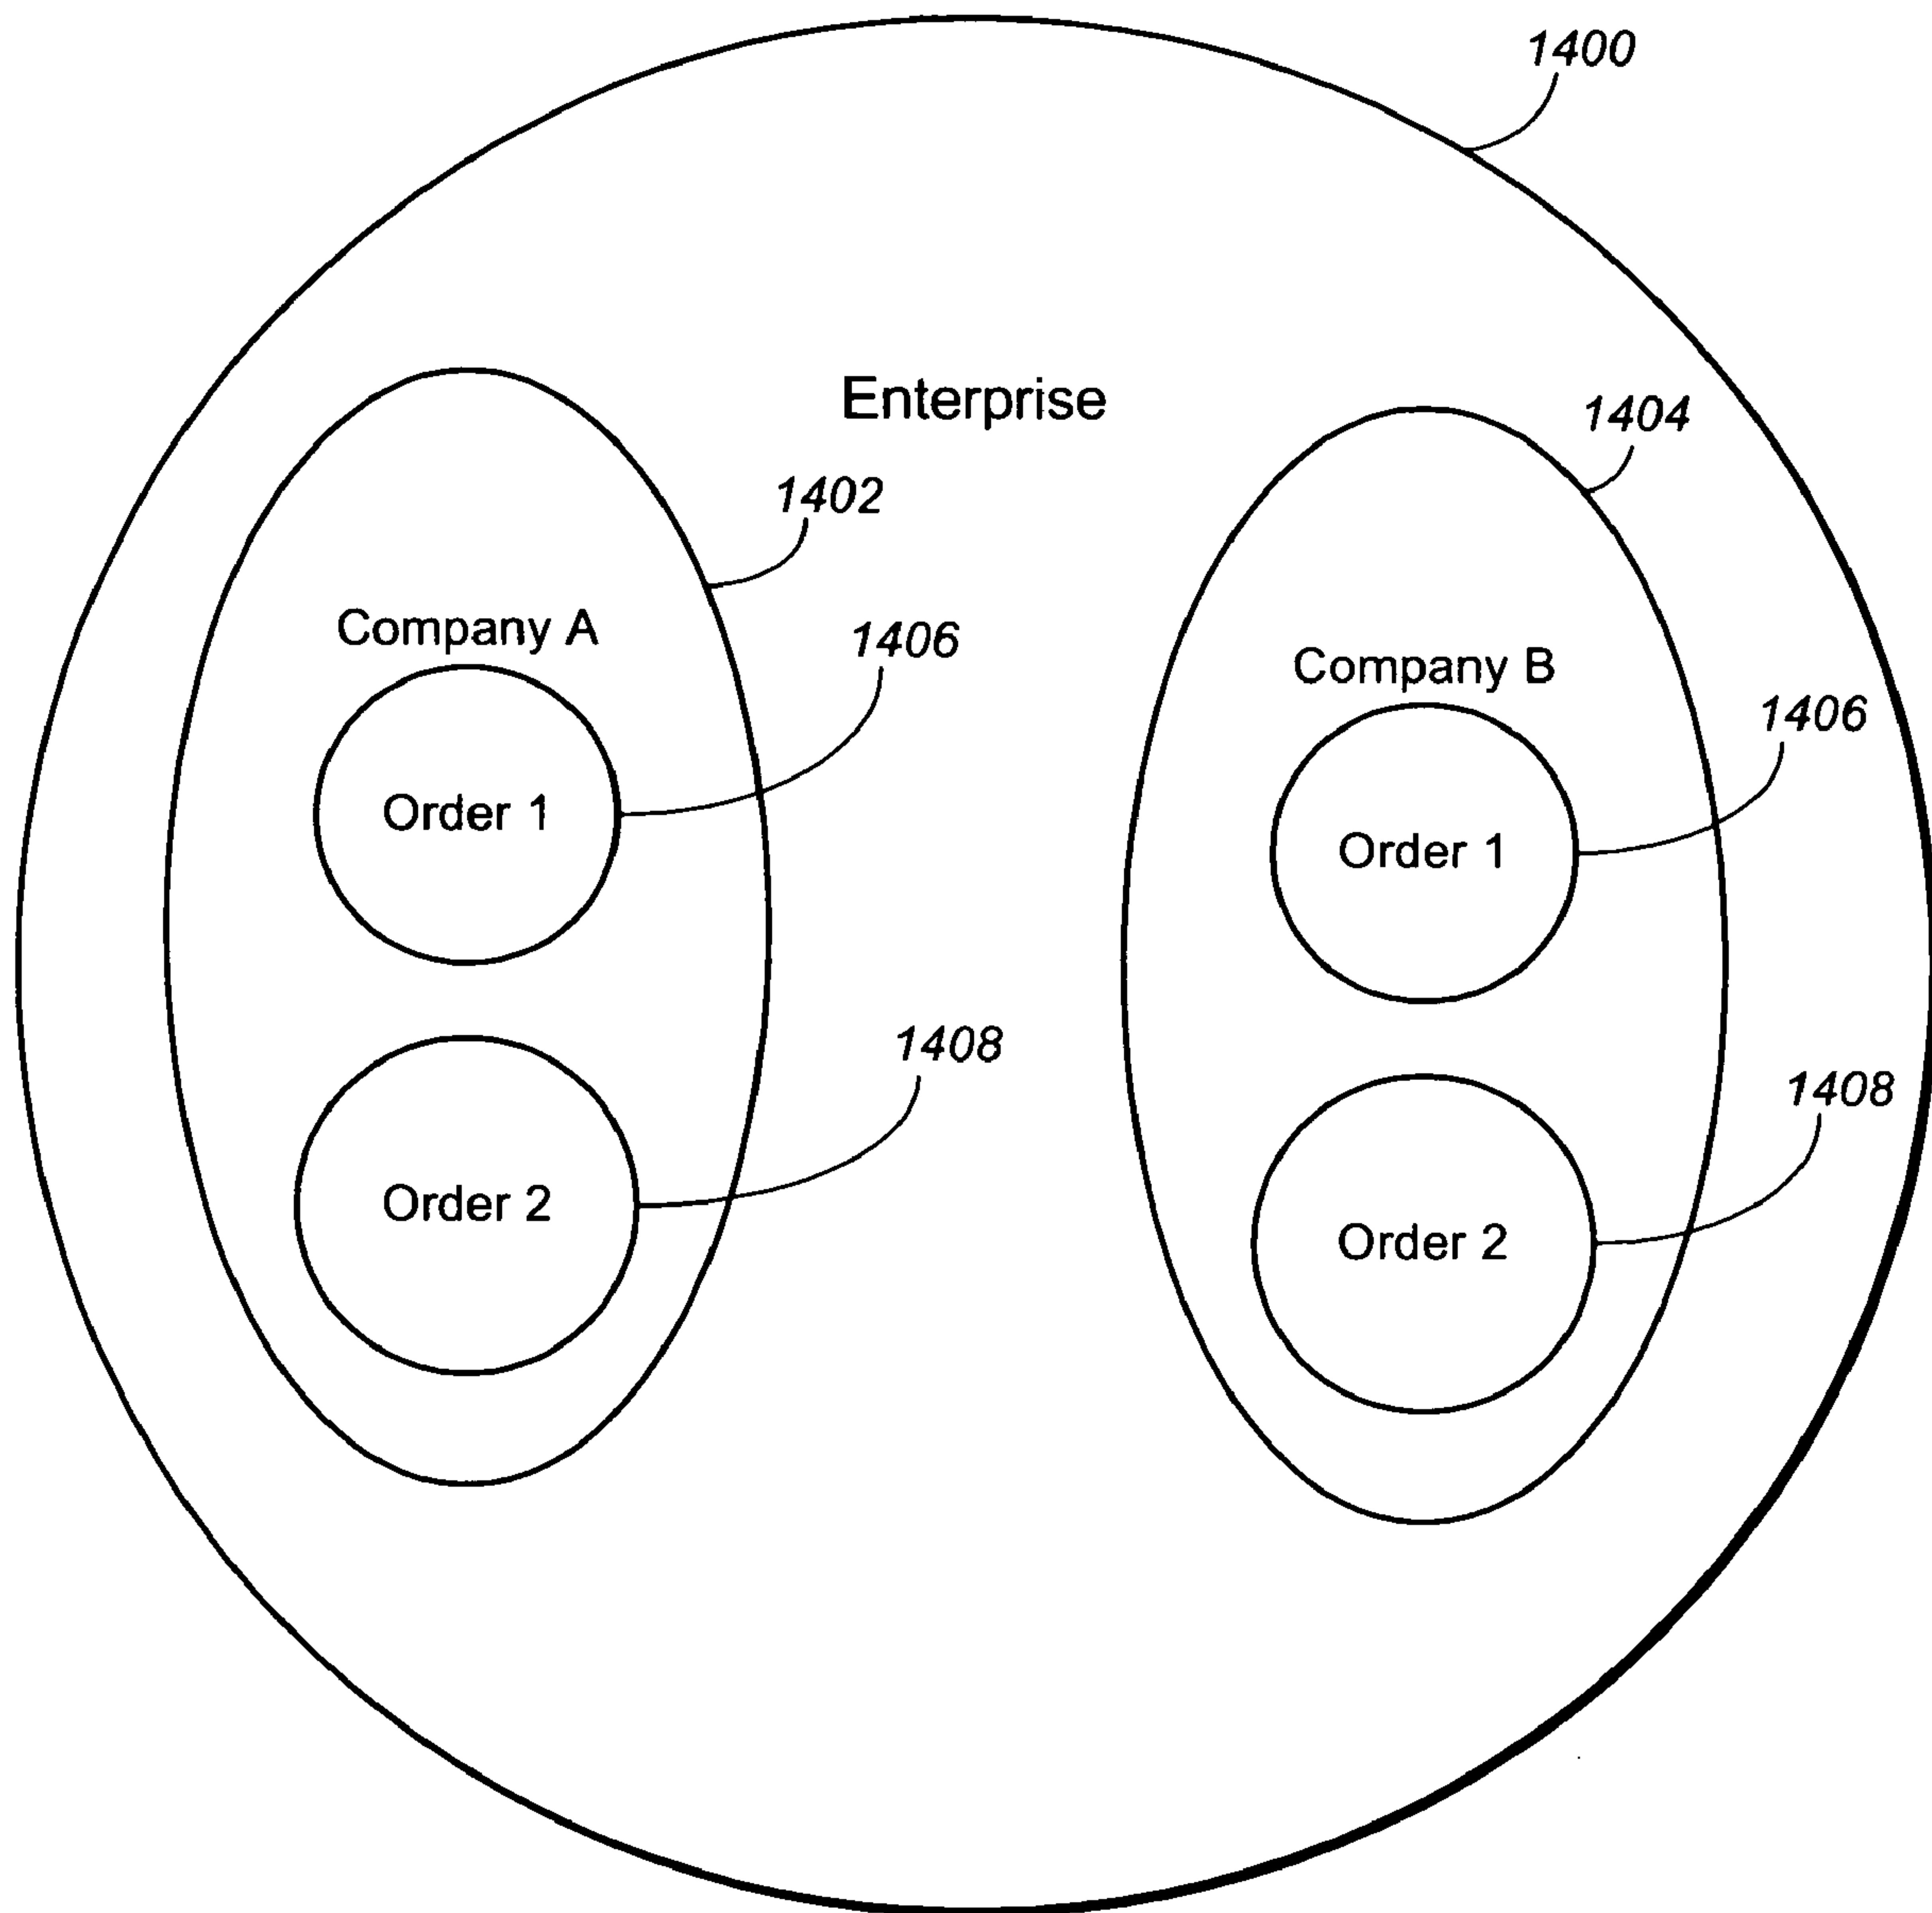 1400
Enterprise
1404
1402
Company A
1406
Company B
1406
Order 1
Order 1
1408
1408
Order 2
Order 2